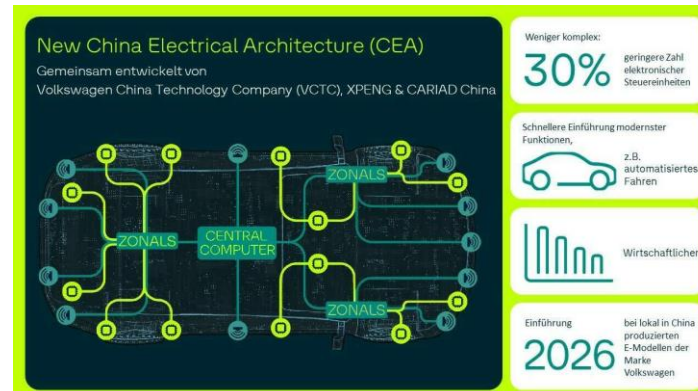 New China Electrical Architecture (CEA)
Gemeinsam entwickelt von
Volkswagen China Technology Company (VCTC), XPENG & CARIAD China
ZONALS
CENTRAL
COMPUTER
ZONALS
ZONALS
Weniger komplex:
30%
geringere Zahl
elektronischer
Steuereinheiten
Schnellere Einführung modernster
Funktionen,
z.B.
automatisiertes
Fahren
Wirtschaftlicher
Einführung
2026
bei lokal in China
produzierten
E-Modellen der
Marke
Volkswagen